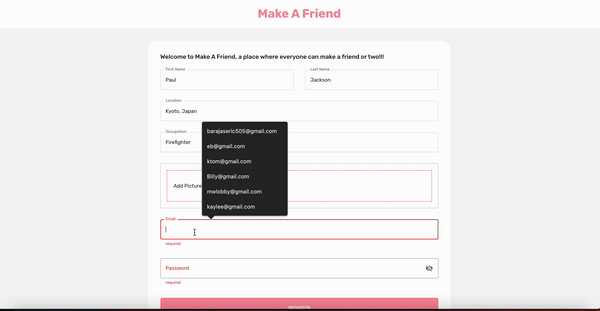 Make A Friend
Welcome to Make A Friend, a place where everyone can make a friend or two!!!
First Name
Last Name
Paul
Jackson
Location
Kyoto, Japan
Occupation
Firefighter
barajaseric505@gmail.com
eb@gmail.com
ktom@gmail.com
Billy@gmail.com
mwlobby@gmail.com
kaylee@gmail.com
Add Picture
Email
required
Password
required
REGISTER